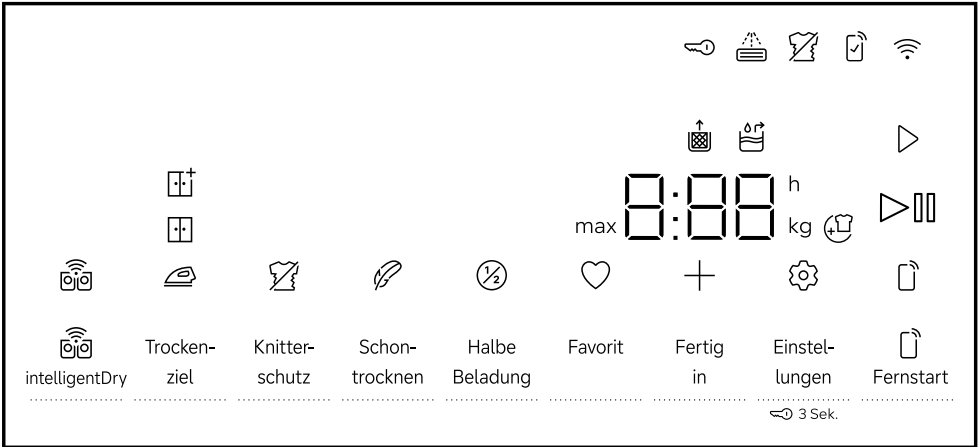 8:88
h
max
kg
Trocken-
Knitter-
Schon-
Halbe
Favorit
Fertig
Einstel-
intelligentDry
ziel
schutz
trocknen
Beladung
in
lungen
Fernstart
3 Sek.